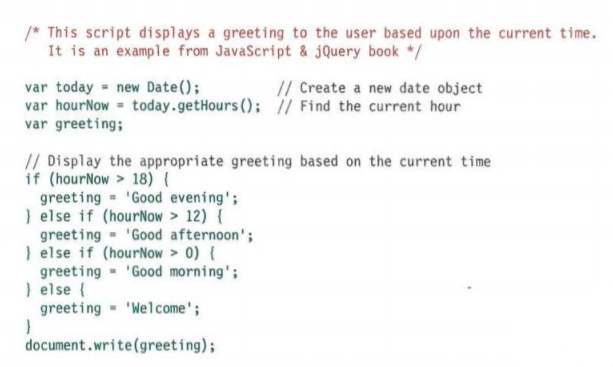 /* This script displays a greeting to the user based upon the current time.
   It is an example from JavaScript & jQuery book */

var today = new Date();          // Create a new date object
var hourNow = today.getHours();  // Find the current hour
var greeting;

// Display the appropriate greeting based on the current time
if (hourNow > 18) {
  greeting = 'Good evening';
} else if (hourNow > 12) {
  greeting = 'Good afternoon';
} else if (hourNow > 0) {
  greeting = 'Good morning';
} else {
  greeting = 'Welcome';
}
document.write(greeting);